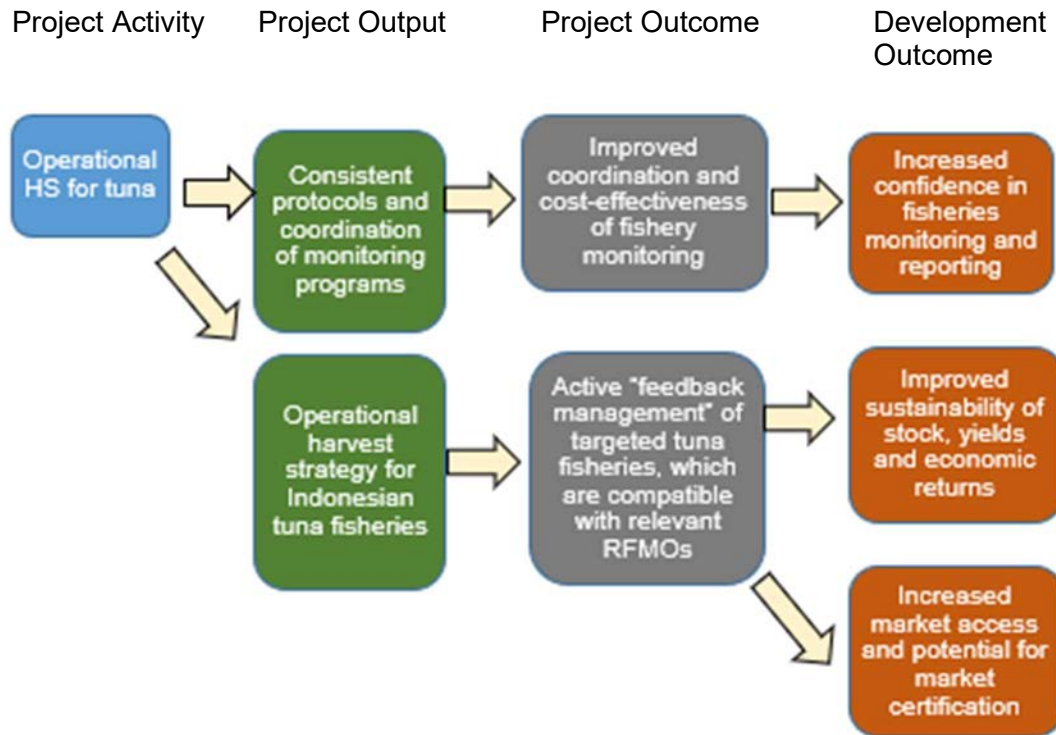 Project Activity
Project Output
Project Outcome
Development
Outcome
Operational
HS for tuna
Consistent
protocols and
coordination
of monitoring
programs
Improved
coordination and
cost-effectiveness
of fishery
monitoring
Increased
confidence in
fisheries
monitoring and
reporting
Operational
harvest
strategy for
Indonesian
tuna fisheries
Active "feedback
management" of
targeted tuna
fisheries, which
are compatible
with relevant
RFMOs
Improved
sustainability of
stock, yields
and economic
returns
Increased
market access
and potential for
market
certification